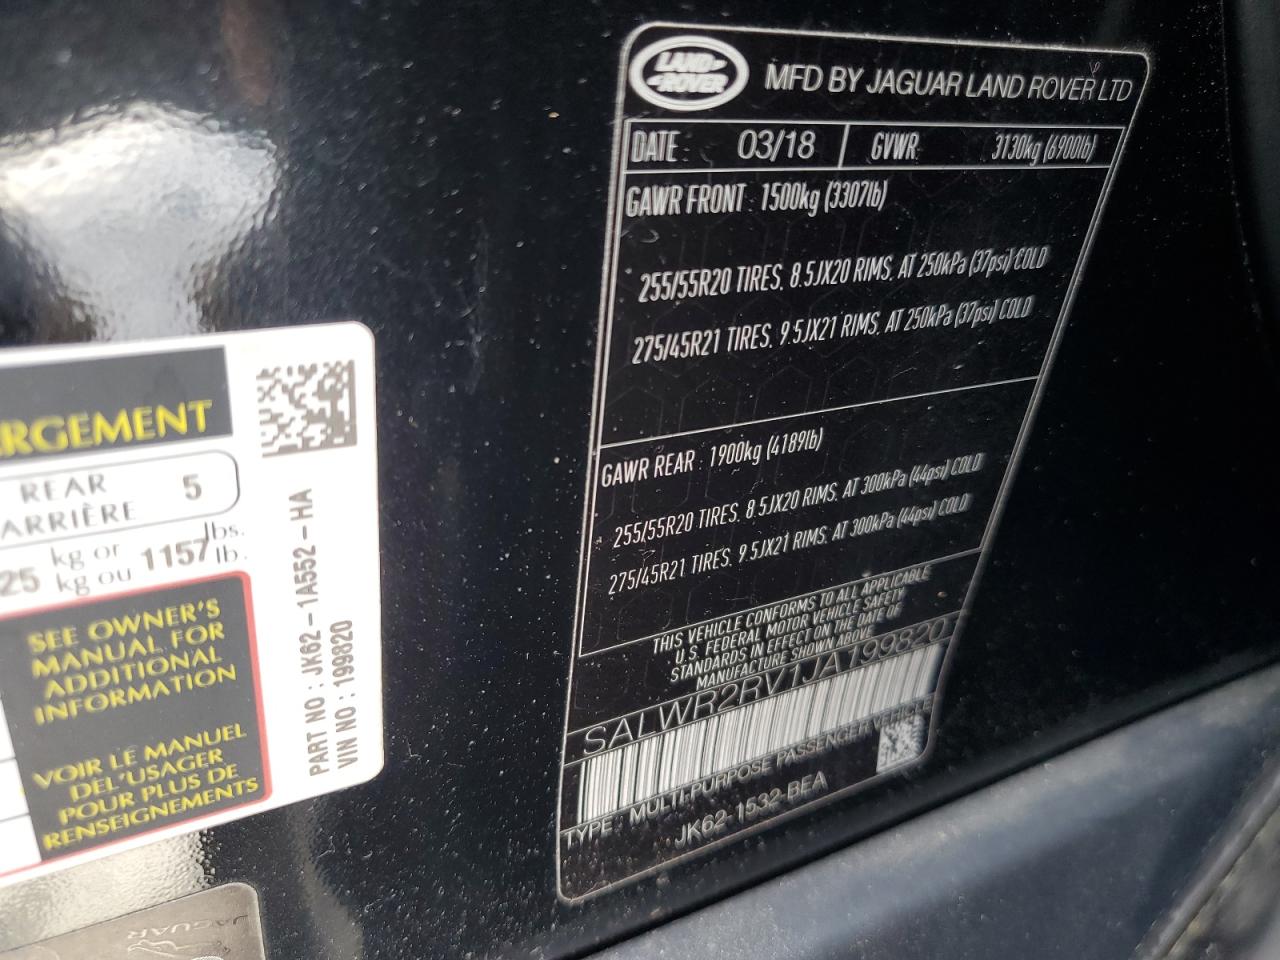 LAND ROVER
MFD BY JAGUAR LAND ROVER LTD
DATE : 03/18 GVWR 3130kg (6900lb)
GAWR FRONT 1500kg (3307lb)
255/55R20 TIRES, 8.5JX20 RIMS, AT 250kPa (37psi) COLD
275/45R21 TIRES, 9.5JX21 RIMS, AT 250kPa (37psi) COLD
GAWR REAR : 1900kg (4189lb)
255/55R20 TIRES, 8.5JX20 RIMS, AT 300kPa (44psi) COLD
275/45R21 TIRES, 9.5JX21 RIMS, AT 300kPa (44psi) COLD
THIS VEHICLE CONFORMS TO ALL APPLICABLE
U.S. FEDERAL MOTOR VEHICLE SAFETY
STANDARDS IN EFFECT ON THE DATE OF
MANUFACTURE SHOWN ABOVE
SALWR2RV1JA199820
TYPE : MULTI-PURPOSE PASSENGER VEHICLE
JK62-1532-BEA
RGEMENT
REAR 5
ARRIÈRE
25 kg or 1157 lbs.
kg ou lb.
SEE OWNER'S
MANUAL FOR
ADDITIONAL
INFORMATION
VOIR LE MANUEL
DEL'USAGER
POUR PLUS DE
RENSEIGNEMENTS
PART NO : JK62-1A552-HA
VIN NO : 199820
JAGUAR